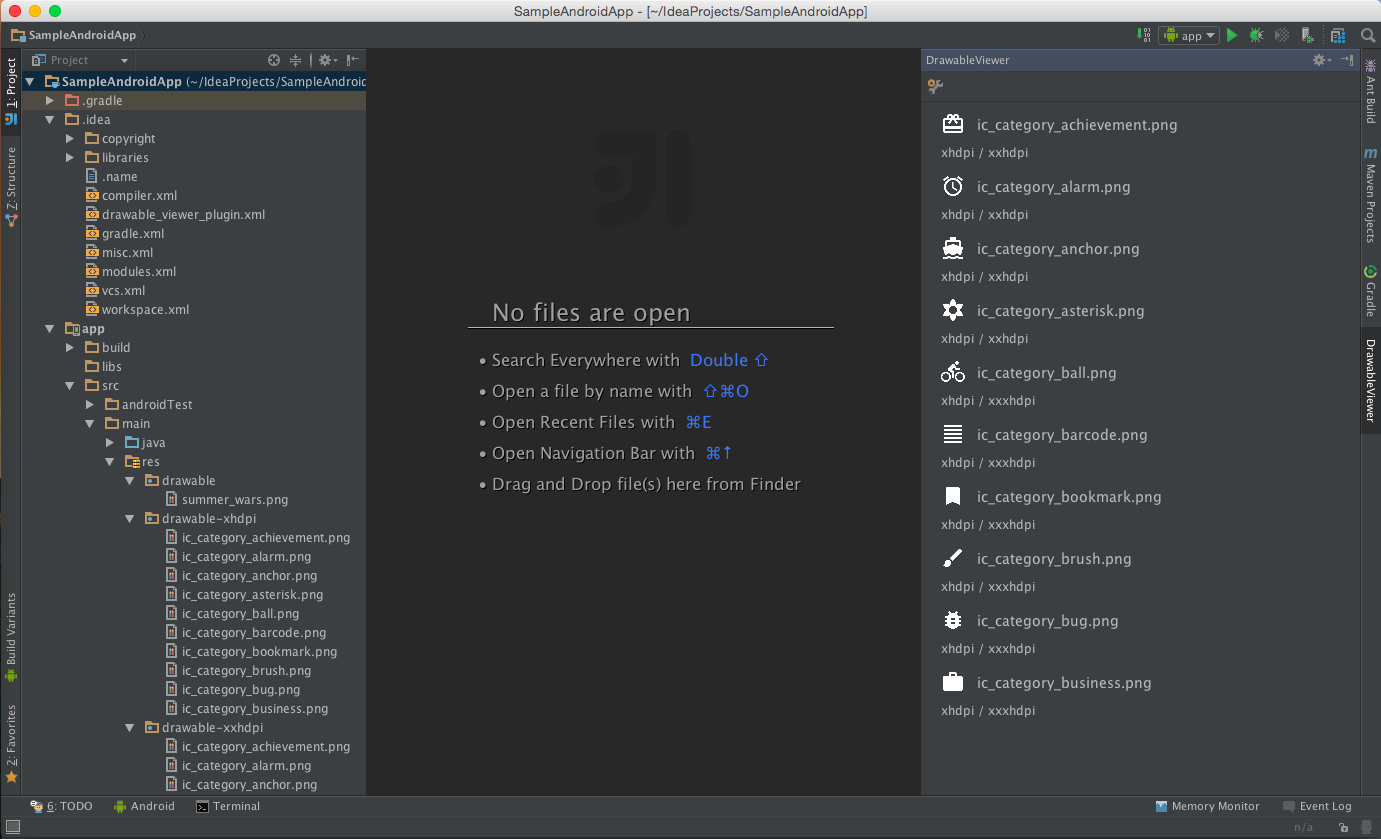 SampleAndroidApp - [~/IdeaProjects/SampleAndroidApp]
SampleAndroidApp
app
Project
DrawableViewer
1: Project
Z: Structure
Build Variants
2: Favorites
SampleAndroidApp (~/IdeaProjects/SampleAndroid
.gradle
.idea
copyright
libraries
.name
compiler.xml
drawable_viewer_plugin.xml
gradle.xml
misc.xml
modules.xml
vcs.xml
workspace.xml
app
build
libs
src
androidTest
main
java
res
drawable
summer_wars.png
drawable-xhdpi
ic_category_achievement.png
ic_category_alarm.png
ic_category_anchor.png
ic_category_asterisk.png
ic_category_ball.png
ic_category_barcode.png
ic_category_bookmark.png
ic_category_brush.png
ic_category_bug.png
ic_category_business.png
drawable-xxhdpi
ic_category_achievement.png
ic_category_alarm.png
ic_category_anchor.png
No files are open
• Search Everywhere with Double ⇧
• Open a file by name with ⇧⌘O
• Open Recent Files with ⌘E
• Open Navigation Bar with ⌘↑
• Drag and Drop file(s) here from Finder
ic_category_achievement.png
xhdpi / xxhdpi
ic_category_alarm.png
xhdpi / xxhdpi
ic_category_anchor.png
xhdpi / xxhdpi
ic_category_asterisk.png
xhdpi / xxhdpi
ic_category_ball.png
xhdpi / xxxhdpi
ic_category_barcode.png
xhdpi / xxxhdpi
ic_category_bookmark.png
xhdpi / xxxhdpi
ic_category_brush.png
xhdpi / xxxhdpi
ic_category_bug.png
xhdpi / xxxhdpi
ic_category_business.png
xhdpi / xxxhdpi
Ant Build
Maven Projects
Gradle
DrawableViewer
6: TODO
Android
Terminal
Memory Monitor
Event Log
n/a